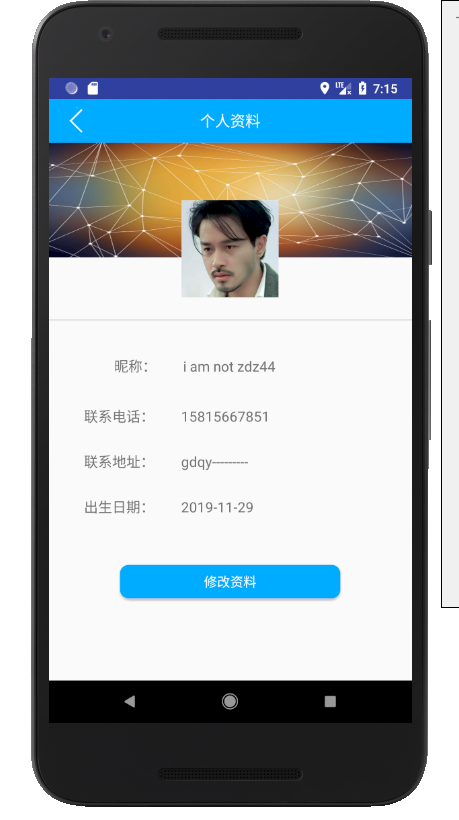 LTE 7:15
个人资料
昵称： i am not zdz44
联系电话： 15815667851
联系地址： gdqy---------
出生日期： 2019-11-29
修改资料